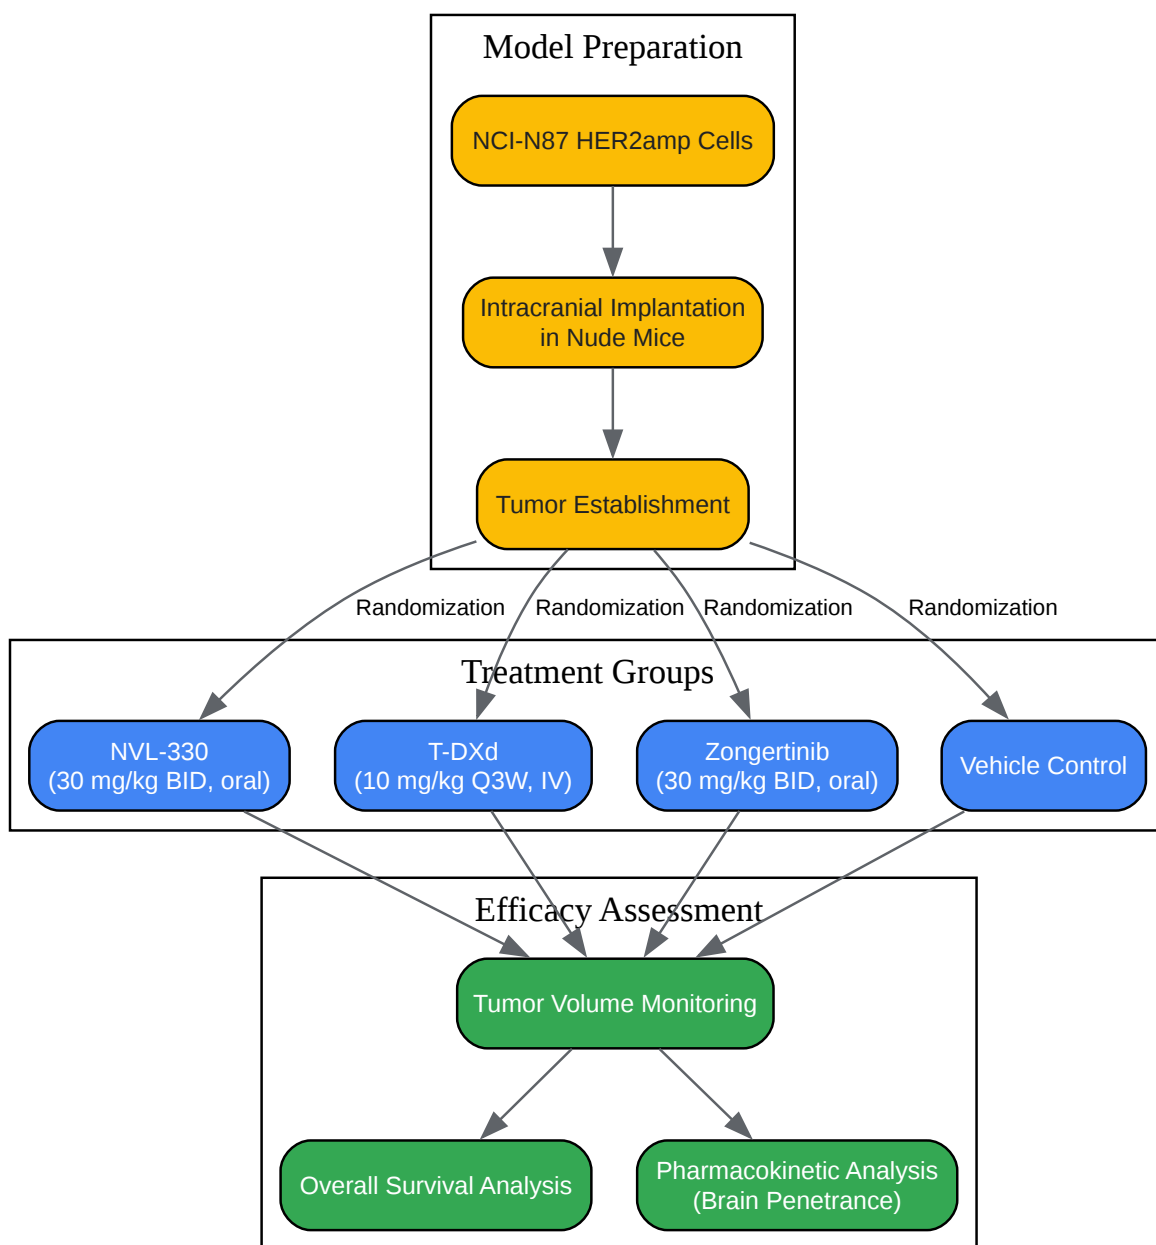 Model Preparation
NCI-N87 HER2amp Cells
Intracranial Implantation
in Nude Mice
Tumor Establishment
Randomization
Randomization
Randomization
Randomization
Treatment Groups
NVL-330
(30 mg/kg BID, oral)
T-DXd
(10 mg/kg Q3W, IV)
Zongertinib
(30 mg/kg BID, oral)
Vehicle Control
Efficacy Assessment
Tumor Volume Monitoring
Overall Survival Analysis
Pharmacokinetic Analysis
(Brain Penetrance)